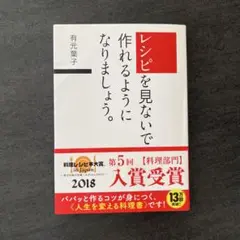 有元葉子
レシピを見ないで
作れるように
なりましょう。
料理レシピ本大賞
2018
第5回【料理部門】
入賞受賞
パパッと作るコツが身につく、
〈人生を変える料理書〉です!
13刷